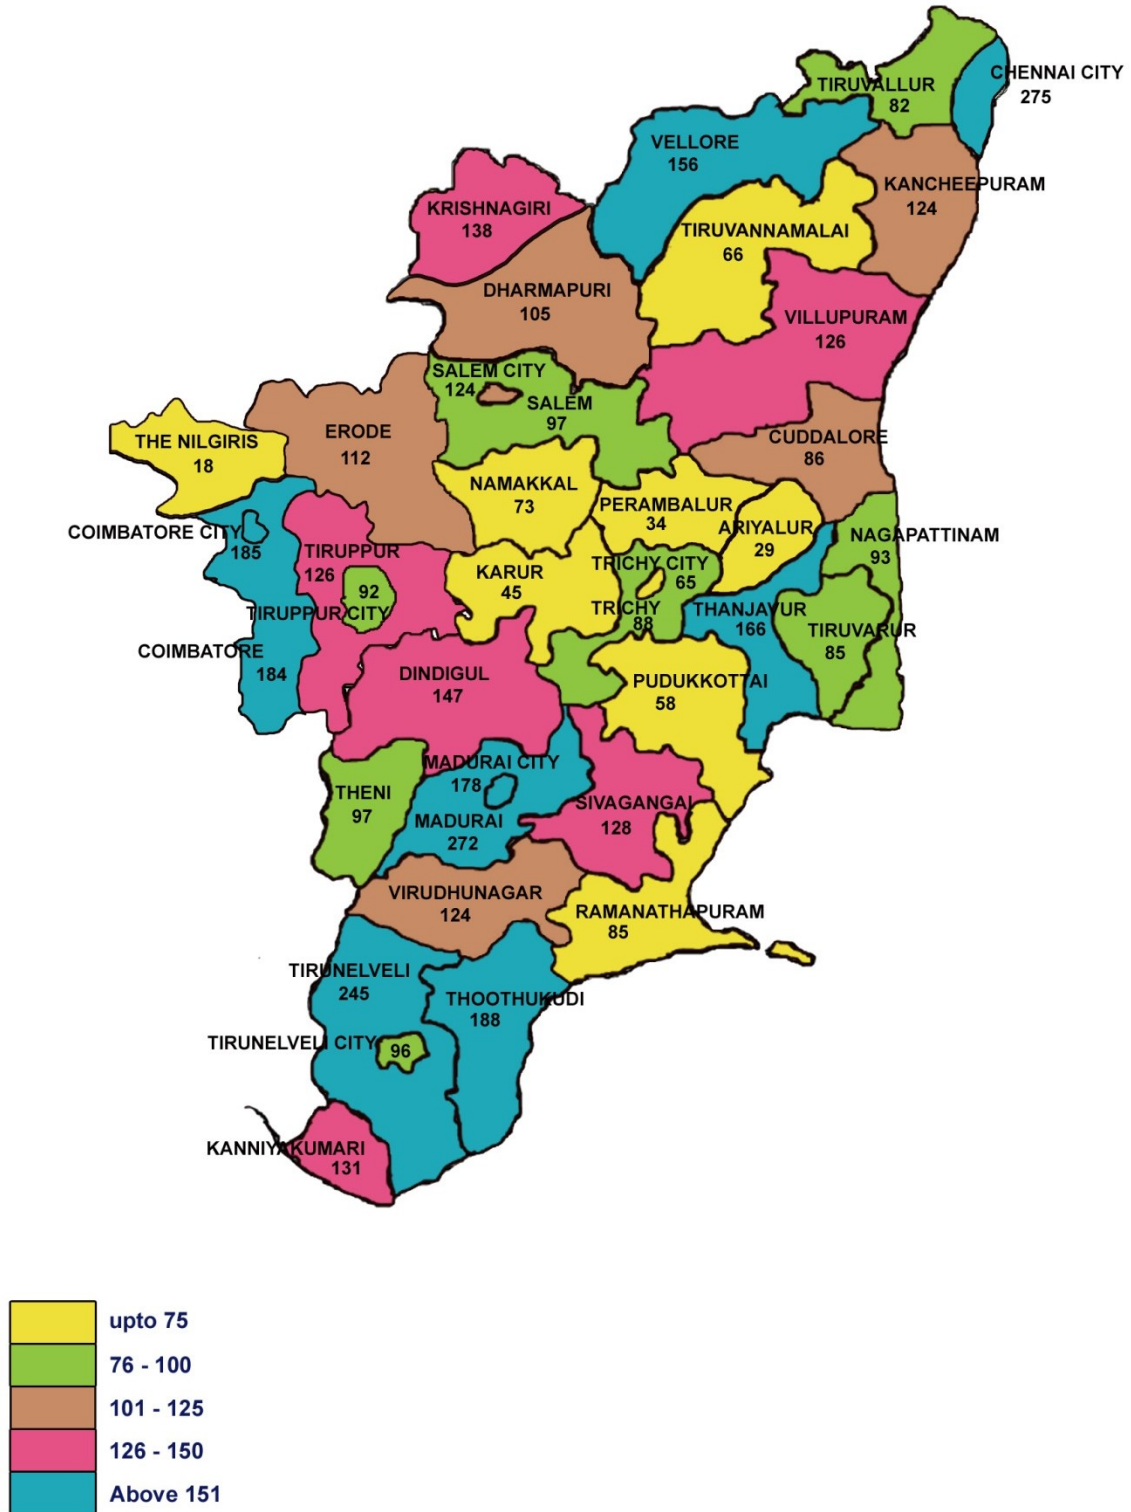 TIRUVALLUR
82
CHENNAI CITY
275
VELLORE
156
KANCHEEPURAM
124
KRISHNAGIRI
138
TIRUVANNAMALAI
66
DHARMAPURI
105
VILLUPURAM
126
SALEM CITY
124
SALEM
97
THE NILGIRIS
18
ERODE
112
CUDDALORE
86
NAMAKKAL
73
PERAMBALUR
34
ARIYALUR
29
COIMBATORE CITY
185
NAGAPATTINAM
93
TIRUPPUR
126
KARUR
45
TRICHY CITY
65
92
TIRUPPUR CITY
TRICHY
88
THANJAVUR
166
TIRUVARUR
85
COIMBATORE
184
DINDIGUL
147
PUDUKKOTTAI
58
MADURAI CITY
178
THENI
97
SIVAGANGAI
128
MADURAI
272
VIRUDHUNAGAR
124
RAMANATHAPURAM
85
TIRUNELVELI
245
THOOTHUKUDI
188
TIRUNELVELI CITY
96
KANNIYAKUMARI
131
upto 75
76 - 100
101 - 125
126 - 150
Above 151